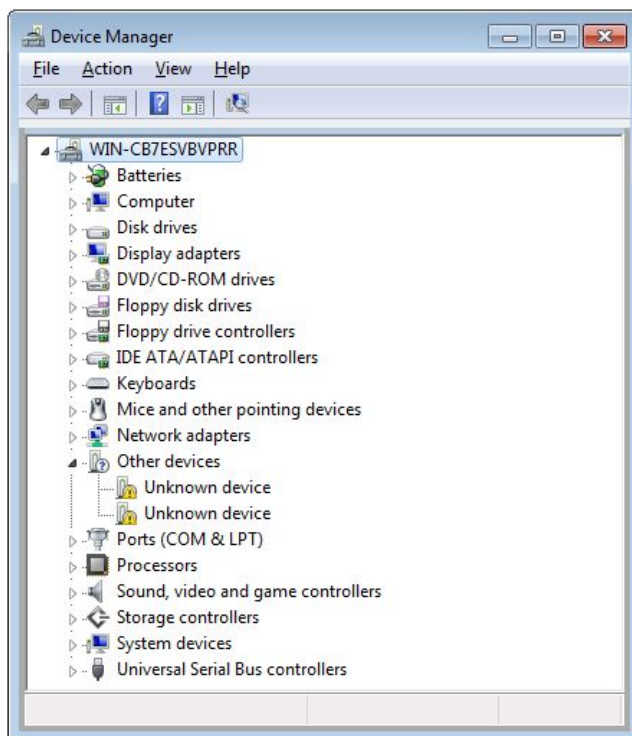 Device Manager
File Action View Help
WIN-CB7ESVBVPRR
Batteries
Computer
Disk drives
Display adapters
DVD/CD-ROM drives
Floppy disk drives
Floppy drive controllers
IDE ATA/ATAPI controllers
Keyboards
Mice and other pointing devices
Network adapters
Other devices
Unknown device
Unknown device
Ports (COM & LPT)
Processors
Sound, video and game controllers
Storage controllers
System devices
Universal Serial Bus controllers